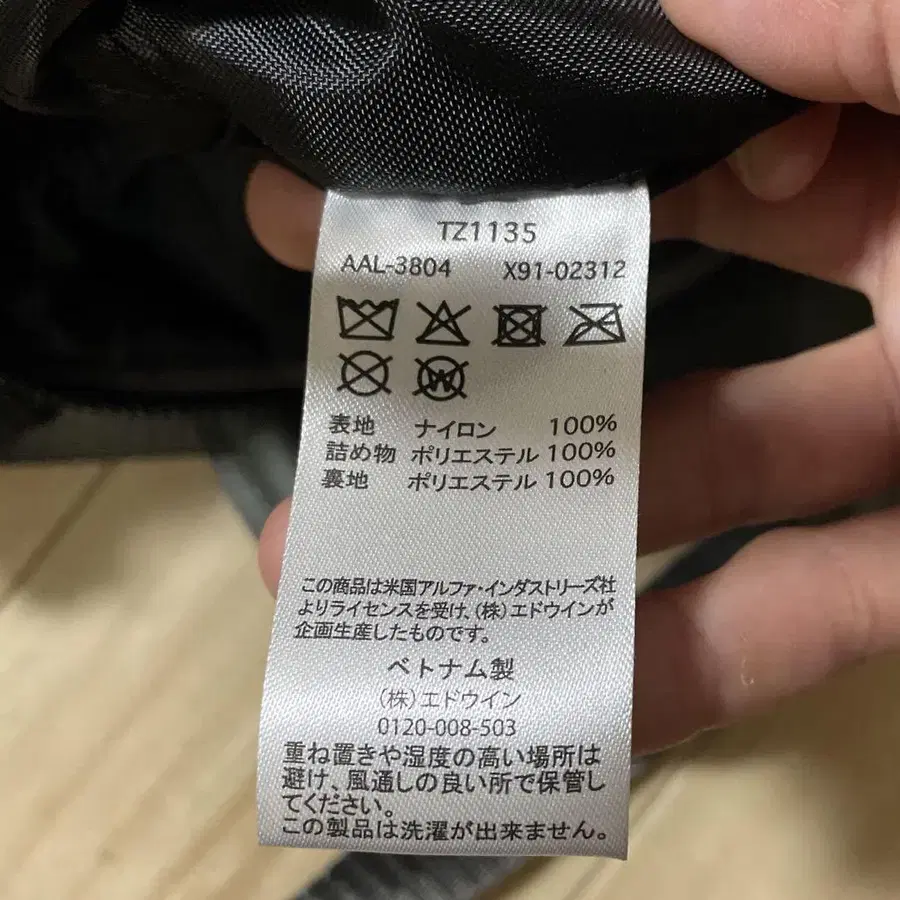 TZ1135
AAL-3804 X91-02312
W
表地 ナイロン 100%
詰め物 ポリエステル 100%
裏地 ポリエステル 100%
この商品は米国アルファ・インダストリーズ社
よりライセンスを受け、(株)エドウインが
企画生産したものです。
ベトナム製
(株)エドウイン
0120-008-503
重ね置きや湿度の高い場所は
避け、風通しの良い所で保管し
てください。
この製品は洗濯が出来ません。